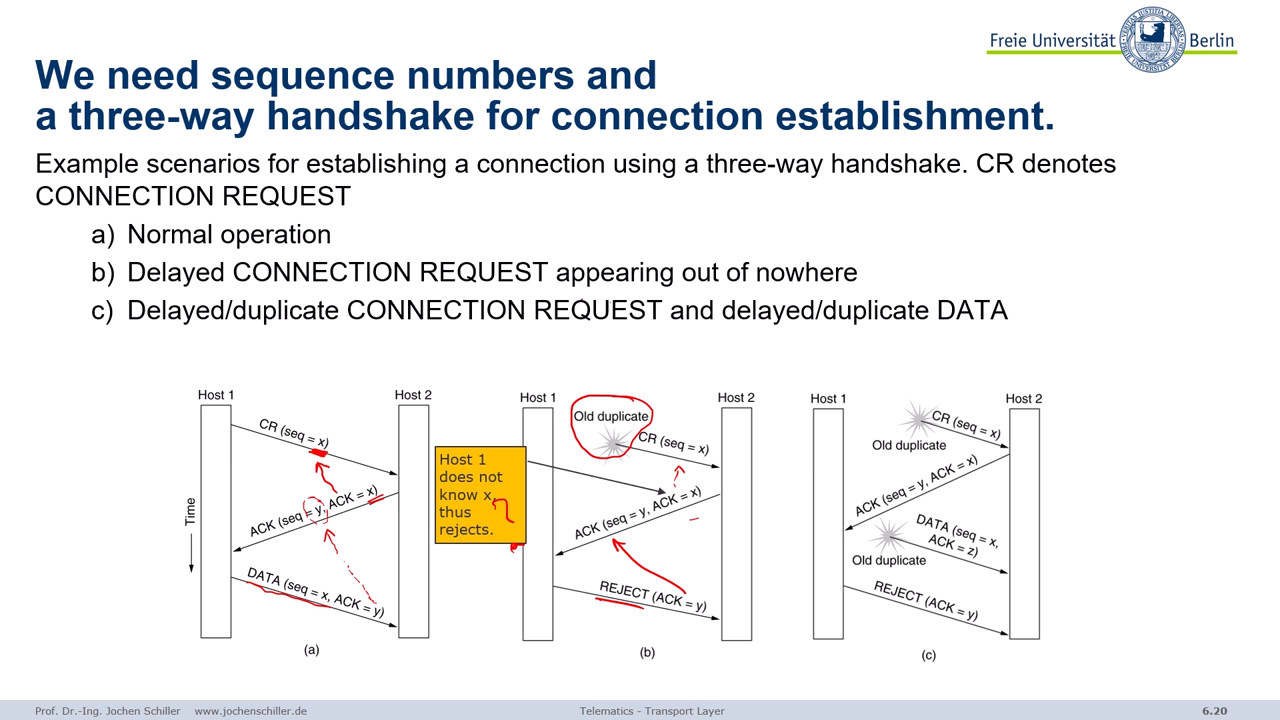 Freie Universität Berlin
We need sequence numbers and
a three-way handshake for connection establishment.
Example scenarios for establishing a connection using a three-way handshake. CR denotes
CONNECTION REQUEST
a) Normal operation
b) Delayed CONNECTION REQUEST appearing out of nowhere
c) Delayed/duplicate CONNECTION REQUEST and delayed/duplicate DATA
Host 1
Host 2
CR (seq = x)
ACK (seq = y, ACK = x)
DATA (seq = x, ACK = y)
Time
(a)
Host 1
Host 2
Old duplicate
CR (seq = x)
Host 1
does not
know x,
thus
rejects.
ACK (seq = y, ACK = x)
REJECT (ACK = y)
(b)
Host 1
Host 2
CR (seq = x)
Old duplicate
ACK (seq = y, ACK = x)
DATA (seq = x,
ACK = z)
Old duplicate
REJECT (ACK = y)
(c)
Prof. Dr.-Ing. Jochen Schiller www.jochenschiller.de
Telematics - Transport Layer
6.20